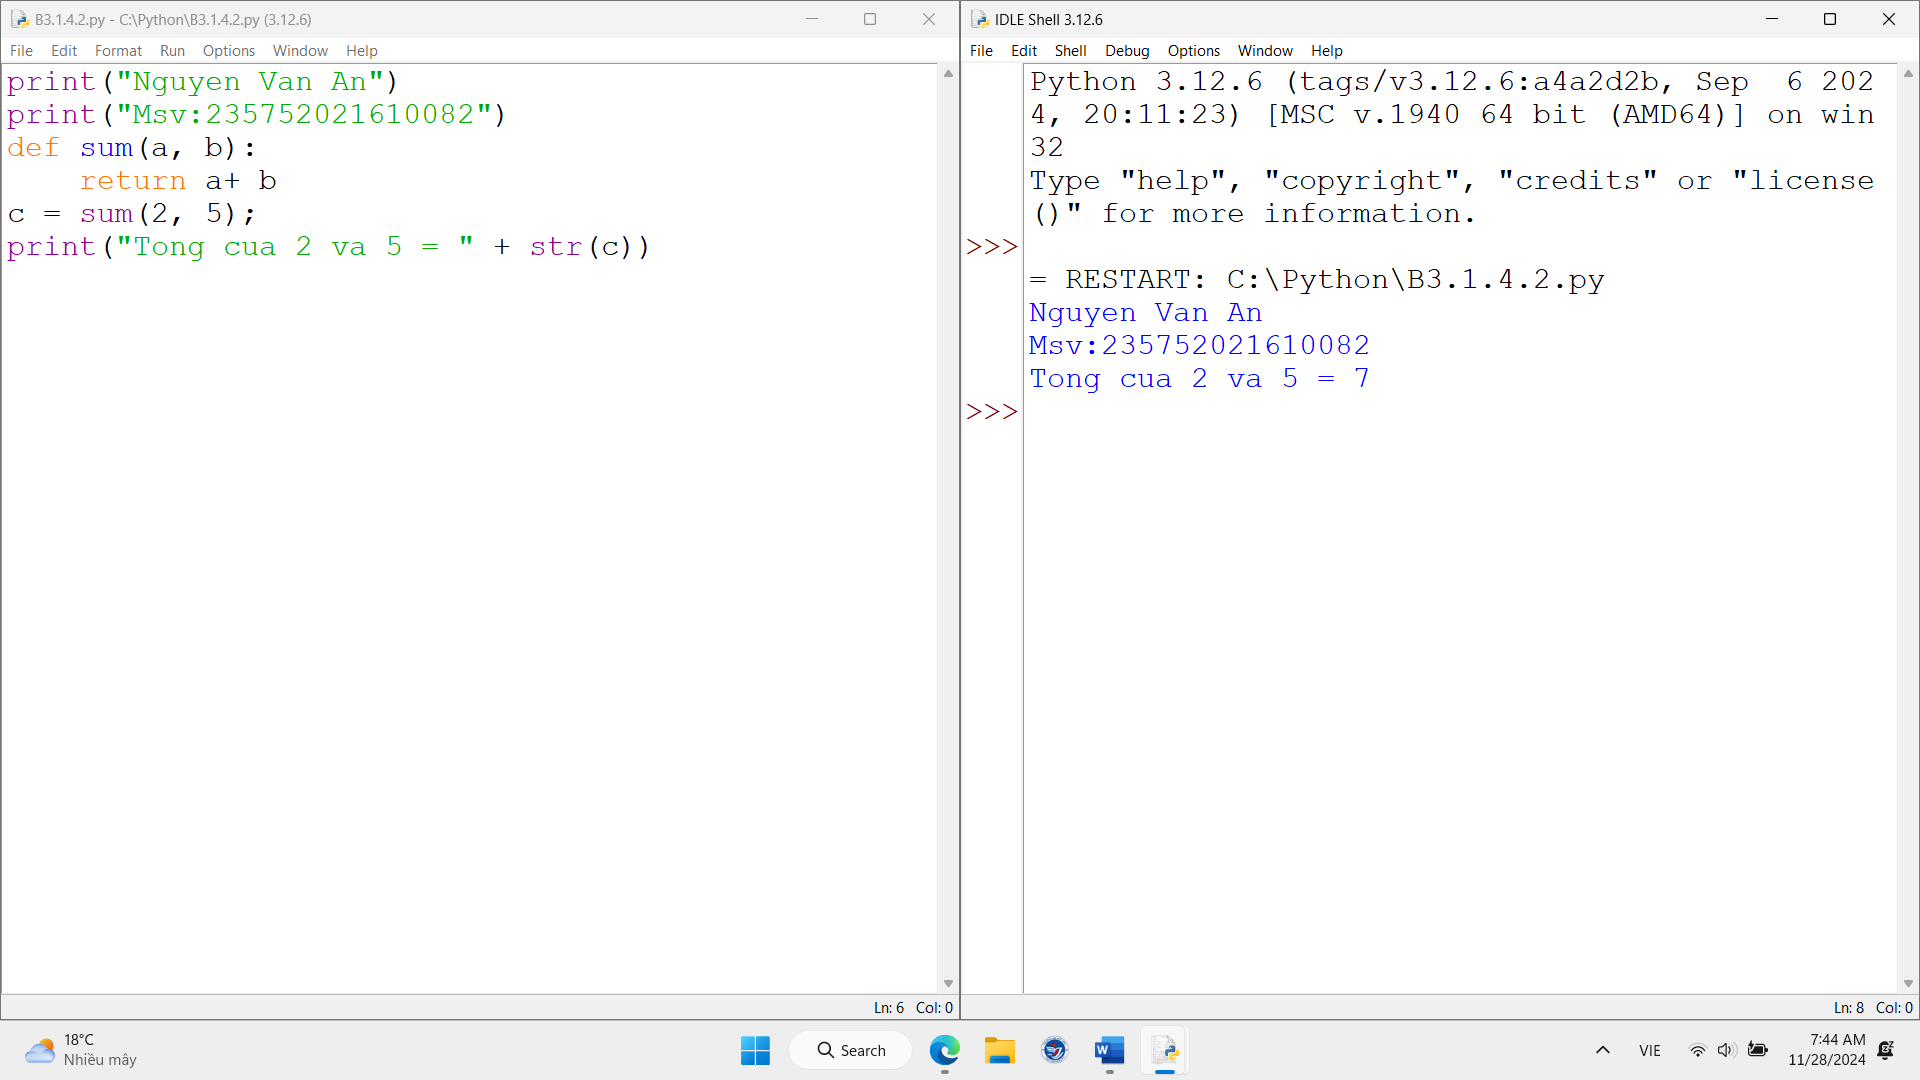 B3.1.4.2.py - C:\Python\B3.1.4.2.py (3.12.6)
File Edit Format Run Options Window Help
print("Nguyen Van An")
print("Msv:235752021610082")
def sum(a, b):
    return a+ b
c = sum(2, 5);
print("Tong cua 2 va 5 = " + str(c))
Ln: 6 Col: 0
IDLE Shell 3.12.6
File Edit Shell Debug Options Window Help
Python 3.12.6 (tags/v3.12.6:a4a2d2b, Sep  6 202
4, 20:11:23) [MSC v.1940 64 bit (AMD64)] on win
32
Type "help", "copyright", "credits" or "license
()" for more information.
>>>
= RESTART: C:\Python\B3.1.4.2.py
Nguyen Van An
Msv:235752021610082
Tong cua 2 va 5 = 7
>>>
Ln: 8 Col: 0
18°C
Nhiều mây
Search
VIE
7:44 AM
11/28/2024